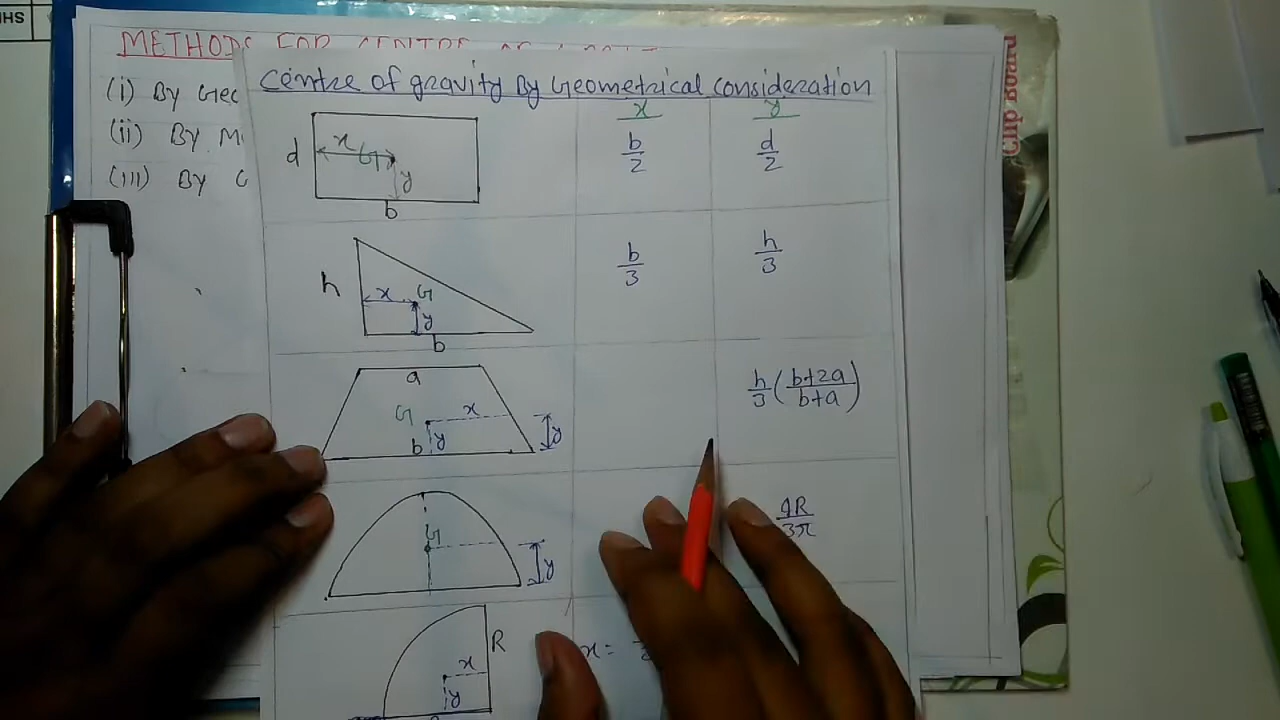 HS
METHODS FOR CENTRE OF
Centre of gravity By Geometrical consideration
(i) By Geo
(ii) By M
(iii) By C
x y
d x G y b b/2 d/2
h x G y b b/3 h/3
a G x y b y h/3 (b+2a/b+a)
G y 4R/3π
R x y x =
Clip Board